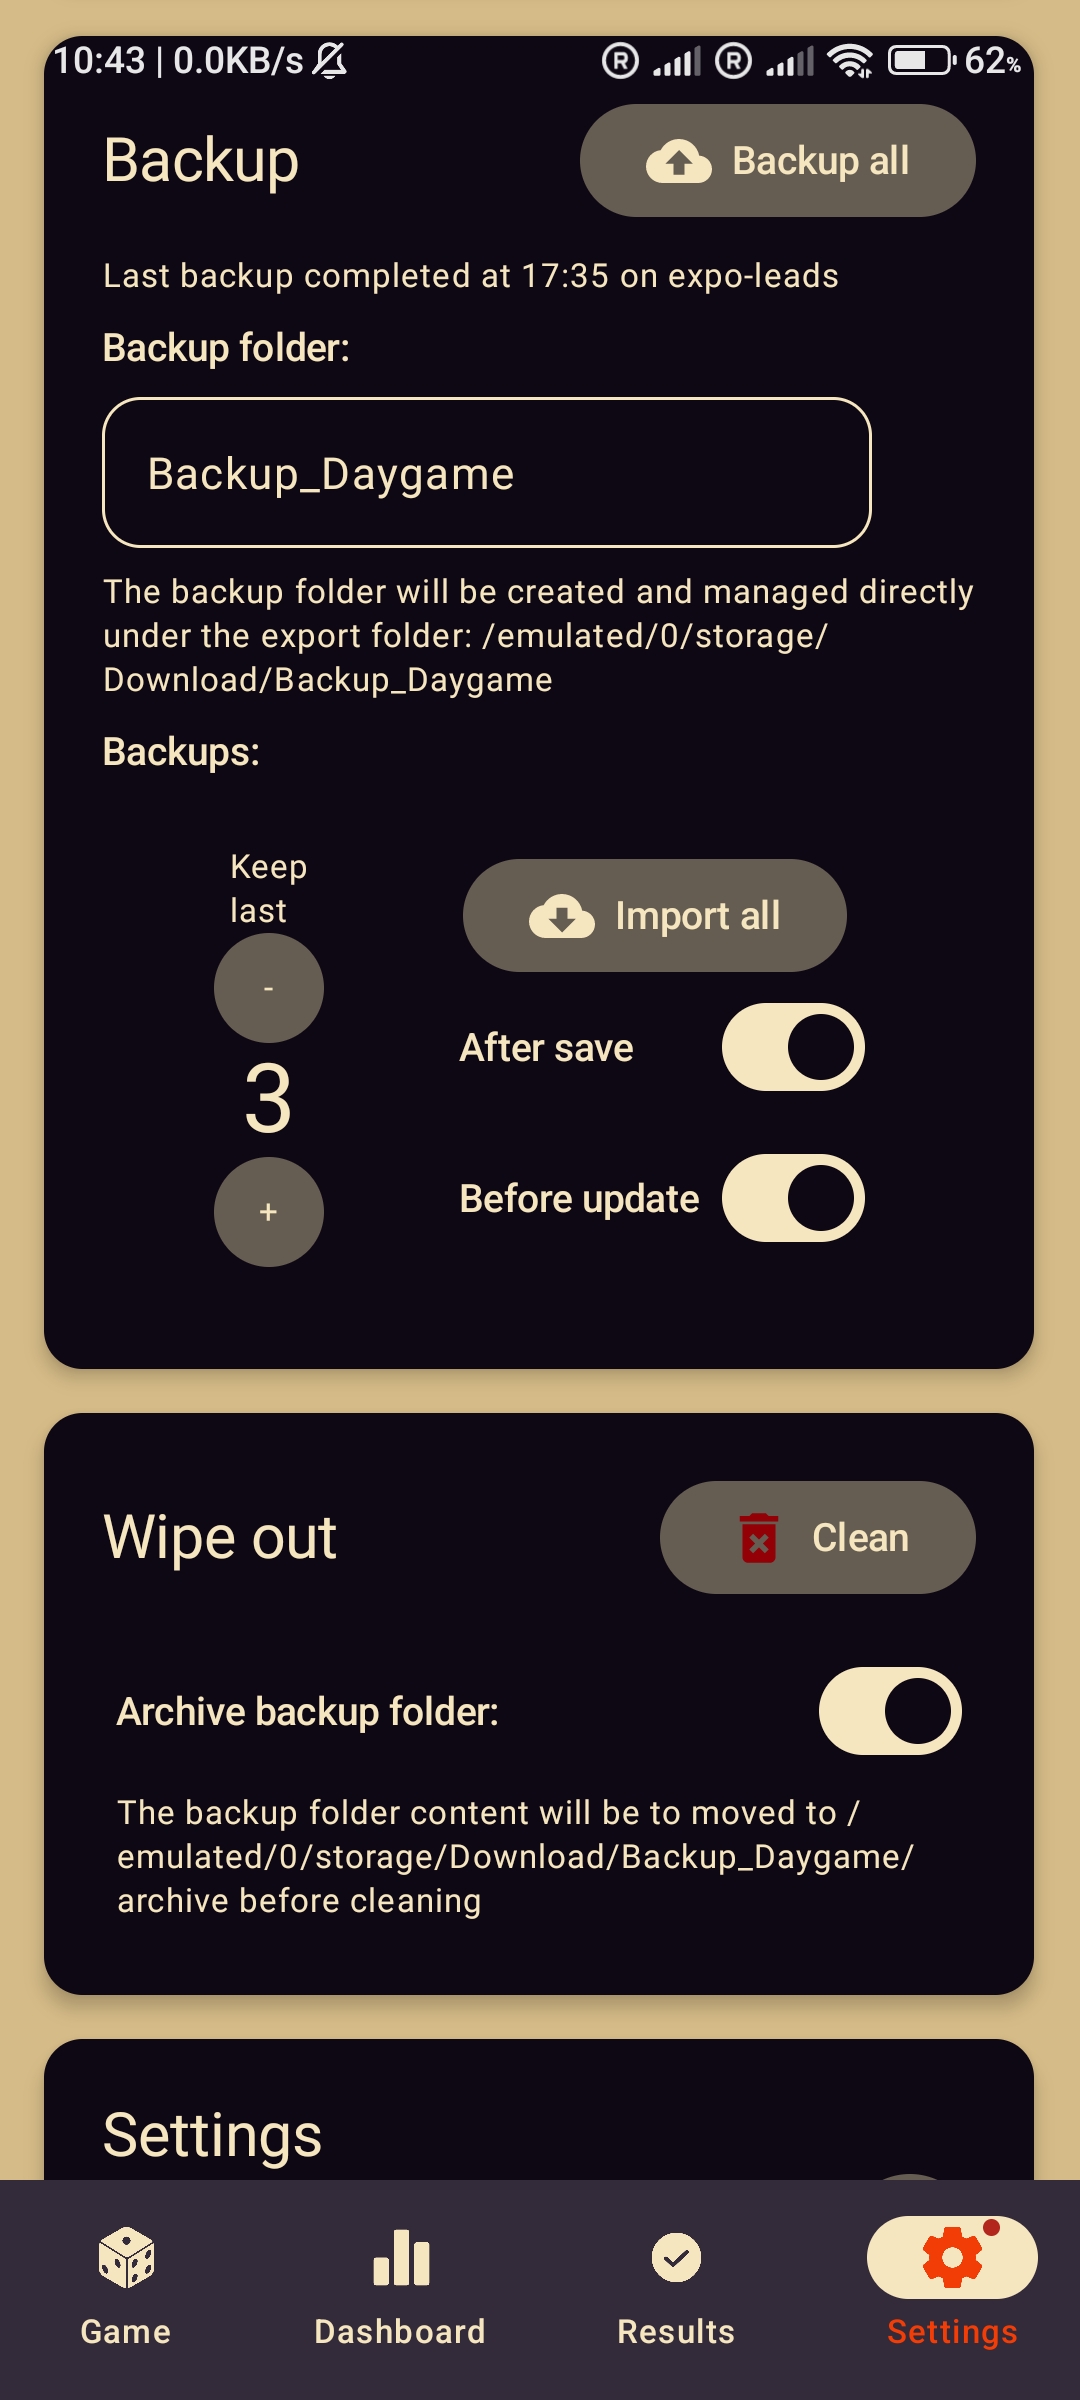 10:43 | 0.0KB/s
R R 62%
Backup
Backup all
Last backup completed at 17:35 on expo-leads
Backup folder:
Backup_Daygame
The backup folder will be created and managed directly
under the export folder: /emulated/0/storage/
Download/Backup_Daygame
Backups:
Keep
last
-
3
+
Import all
After save
Before update
Wipe out
Clean
Archive backup folder:
The backup folder content will be to moved to /
emulated/0/storage/Download/Backup_Daygame/
archive before cleaning
Settings
Game
Dashboard
Results
Settings